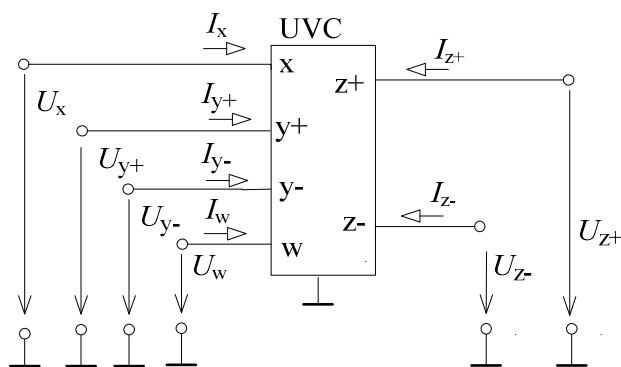 I_x
UVC
x
I_z+
z+
U_x
I_y+
y+
U_y+
I_y-
y-
I_z-
U_y-
I_w
z-
U_z+
w
U_w
U_z-